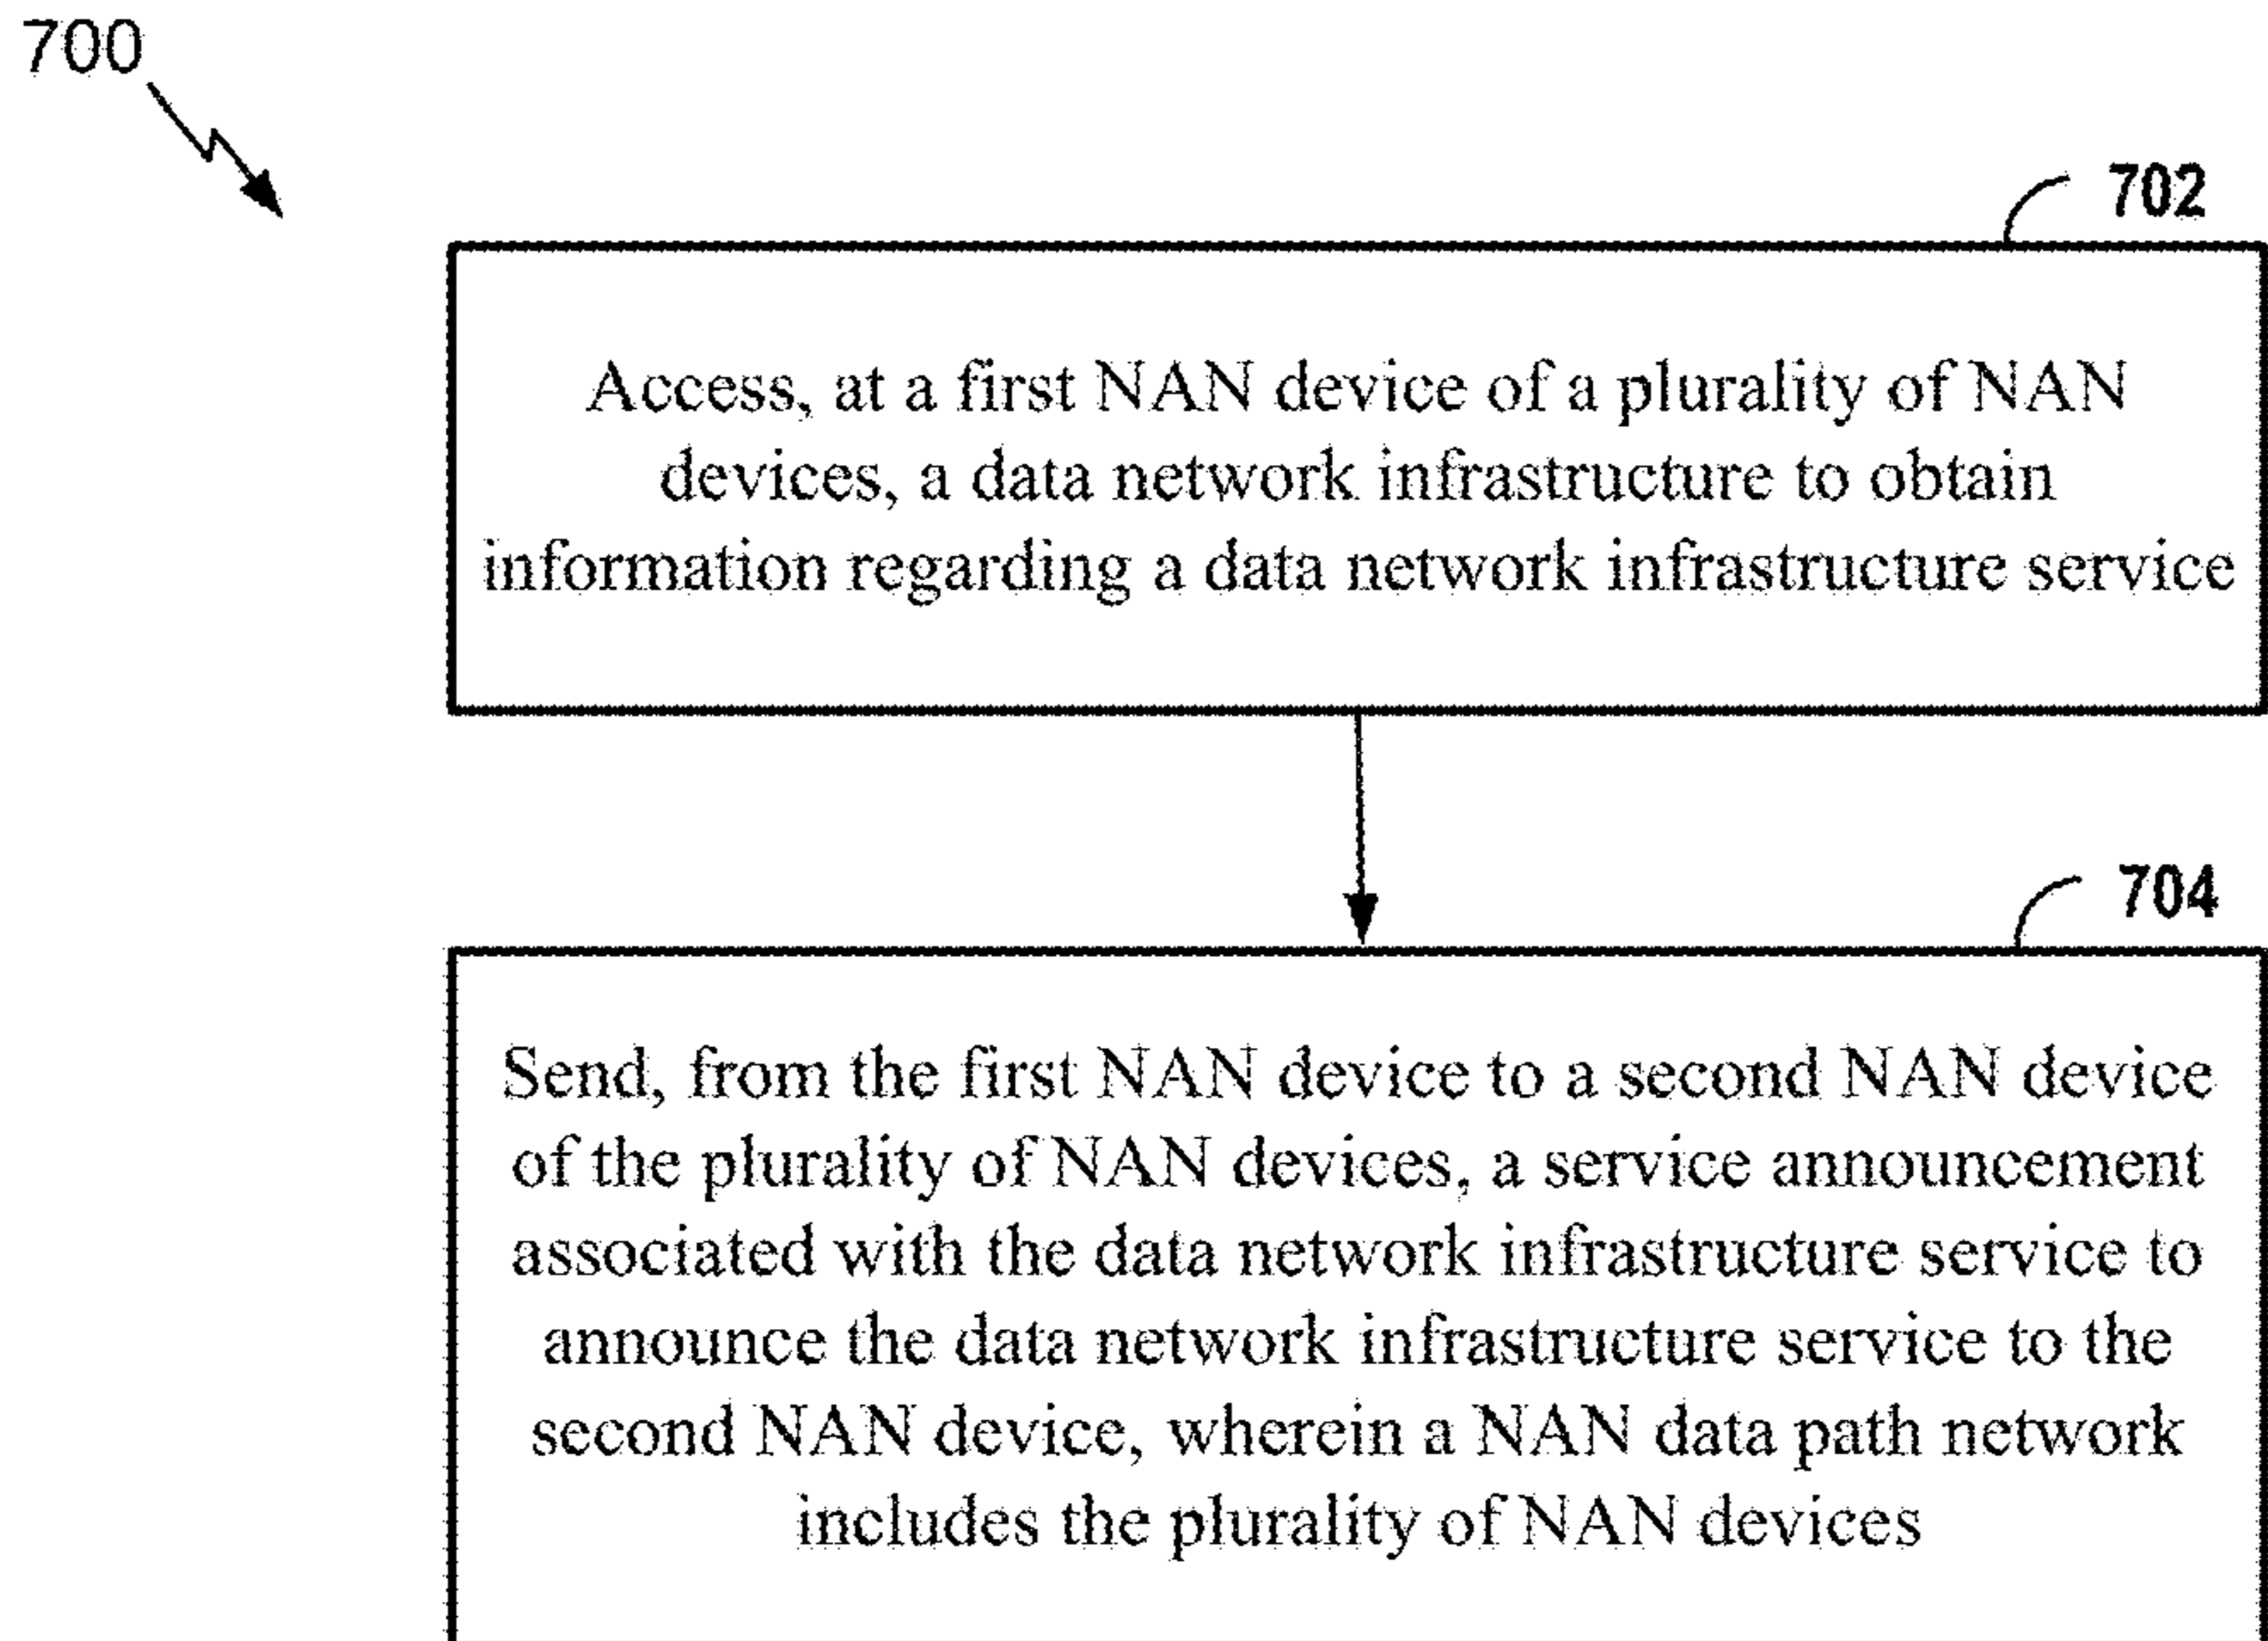 700
702
Access, at a first NAN device of a plurality of NAN
devices, a data network infrastructure to obtain
information regarding a data network infrastructure service
704
Send, from the first NAN device to a second NAN device
of the plurality of NAN devices, a service announcement
associated with the data network infrastructure service to
announce the data network infrastructure service to the
second NAN device, wherein a NAN data path network
includes the plurality of NAN devices